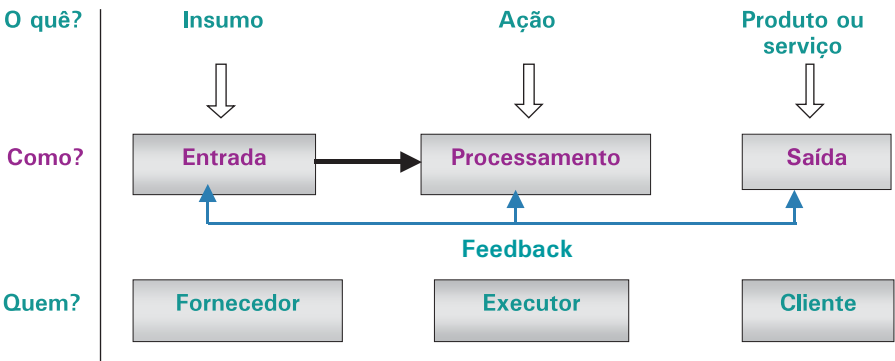 O quê?
Insumo
Ação
Produto ou
serviço
Como?
Entrada
Processamento
Saída
Feedback
Quem?
Fornecedor
Executor
Cliente